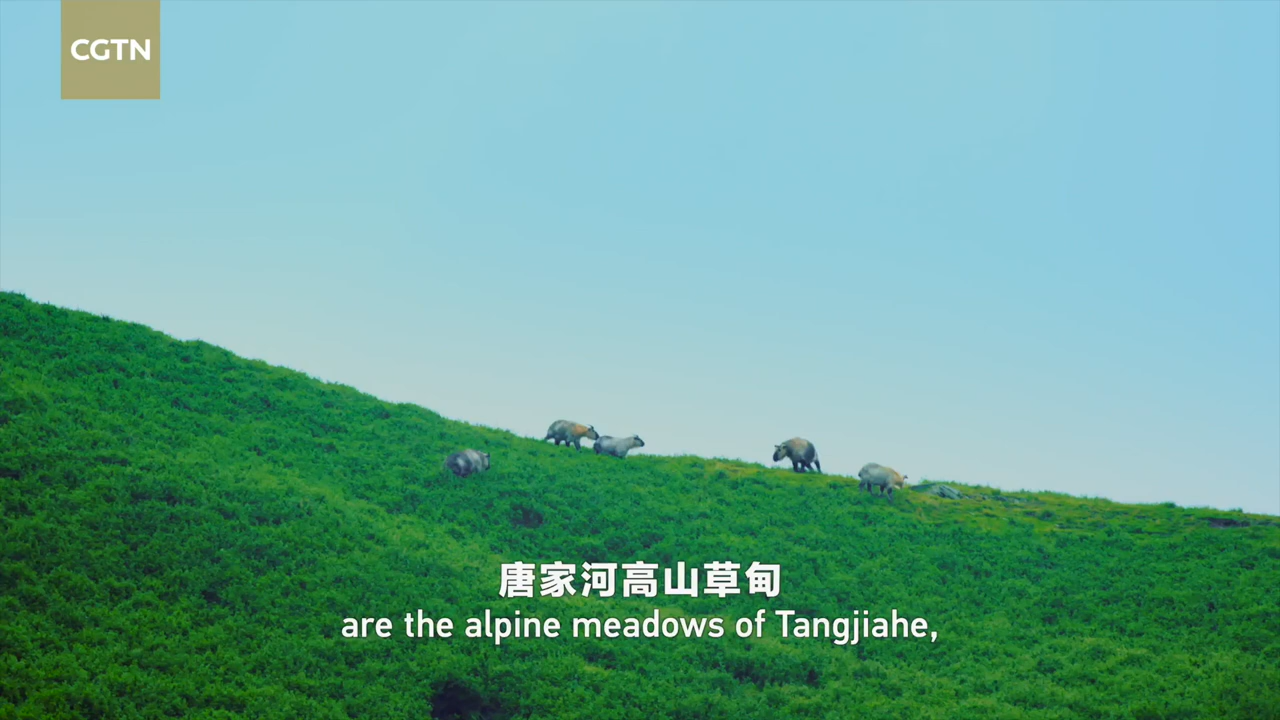 CGTN
唐家河高山草甸
are the alpine meadows of Tangjiahe,